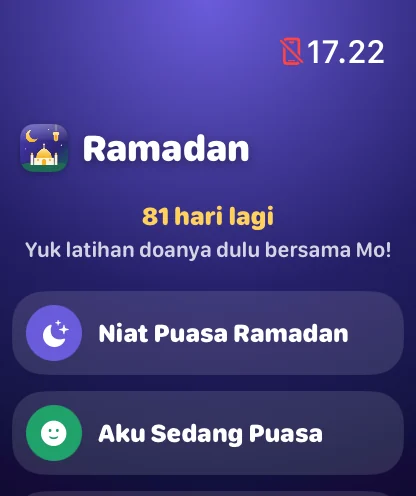 17.22
Ramadan
81 hari lagi
Yuk latihan doanya dulu bersama Mo!
Niat Puasa Ramadan
Aku Sedang Puasa